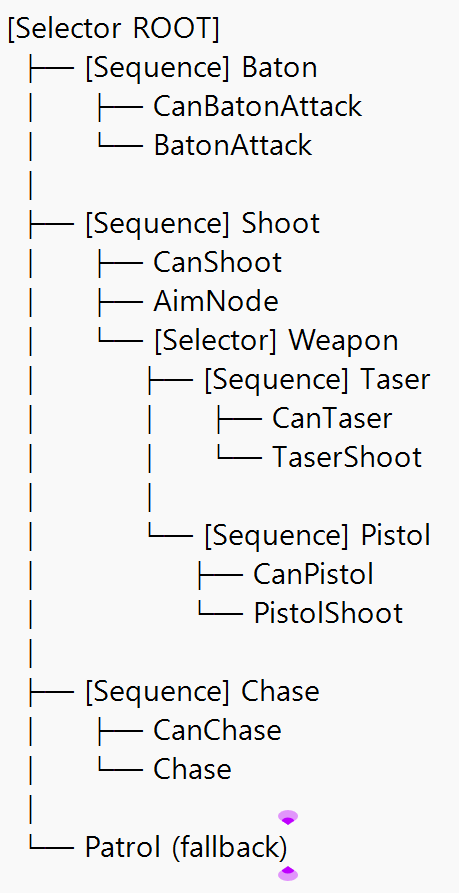 [Selector ROOT]
├── [Sequence] Baton
│   ├── CanBatonAttack
│   └── BatonAttack
│
├── [Sequence] Shoot
│   ├── CanShoot
│   ├── AimNode
│   └── [Selector] Weapon
│       ├── [Sequence] Taser
│       │   ├── CanTaser
│       │   └── TaserShoot
│       │
│       └── [Sequence] Pistol
│           ├── CanPistol
│           └── PistolShoot
│
├── [Sequence] Chase
│   ├── CanChase
│   └── Chase
│
└── Patrol (fallback)